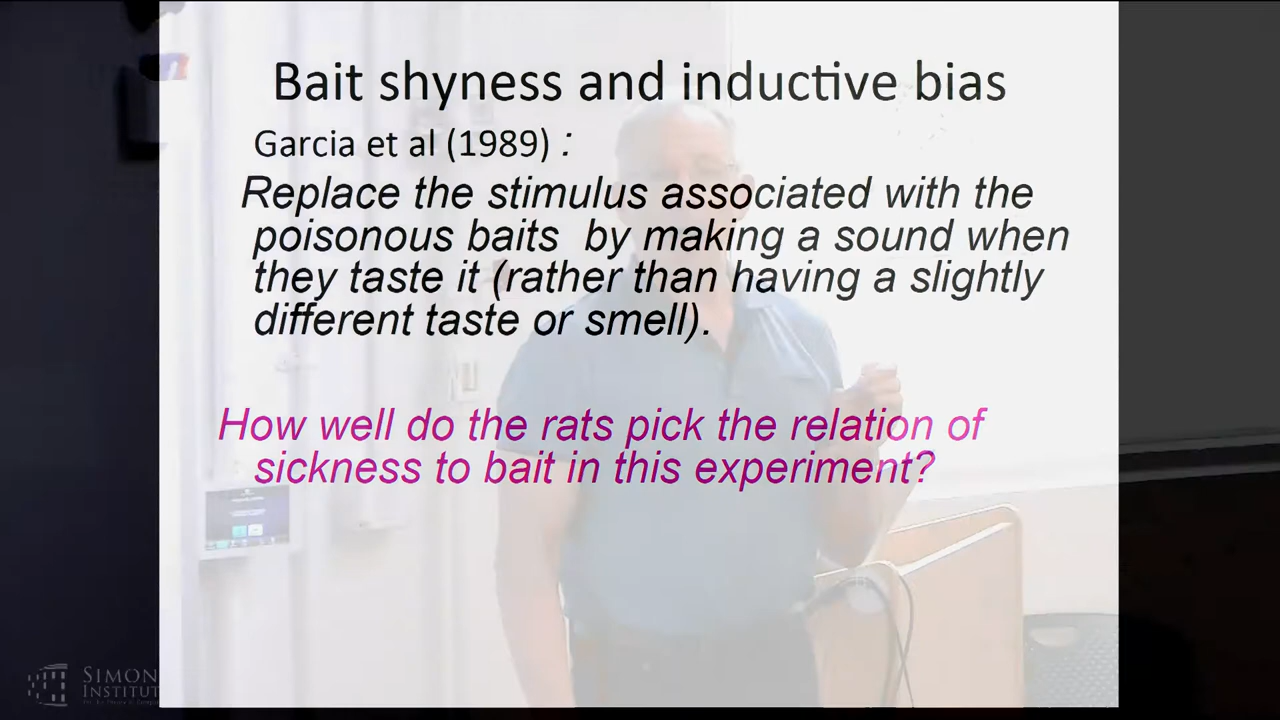 Bait shyness and inductive bias
Garcia et al (1989) :
Replace the stimulus associated with the
poisonous baits by making a sound when
they taste it (rather than having a slightly
different taste or smell).
How well do the rats pick the relation of
sickness to bait in this experiment?
SIMON
INSTITUT